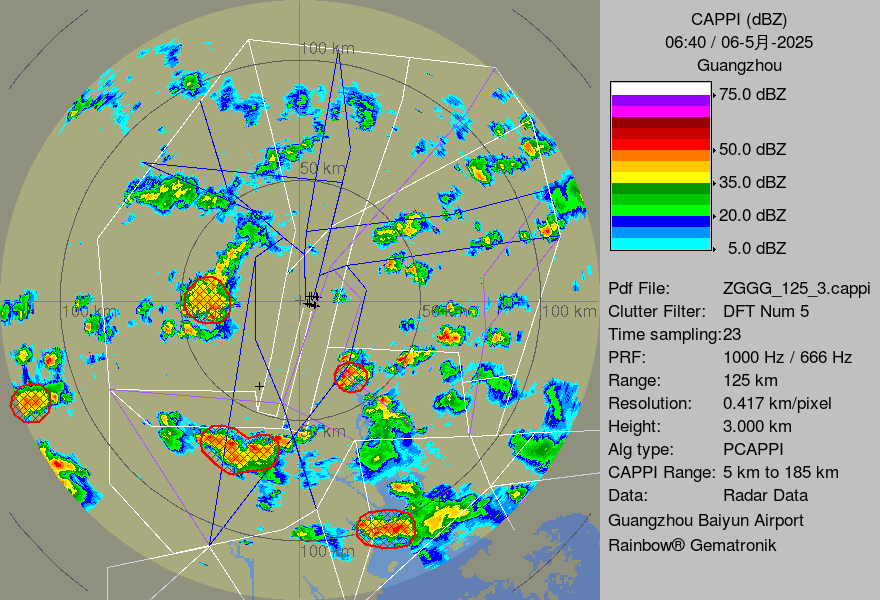 CAPPI (dBZ)
06:40 / 06-5月-2025
Guangzhou
75.0 dBZ
50.0 dBZ
35.0 dBZ
20.0 dBZ
5.0 dBZ
Pdf File: ZGGG_125_3.cappi
Clutter Filter: DFT Num 5
Time sampling:23
PRF: 1000 Hz / 666 Hz
Range: 125 km
Resolution: 0.417 km/pixel
Height: 3.000 km
Alg type: PCAPPI
CAPPI Range: 5 km to 185 km
Data: Radar Data
Guangzhou Baiyun Airport
Rainbow® Gematronik
100 km
50 km
100 km
50 km
100 km
50 km
100 km